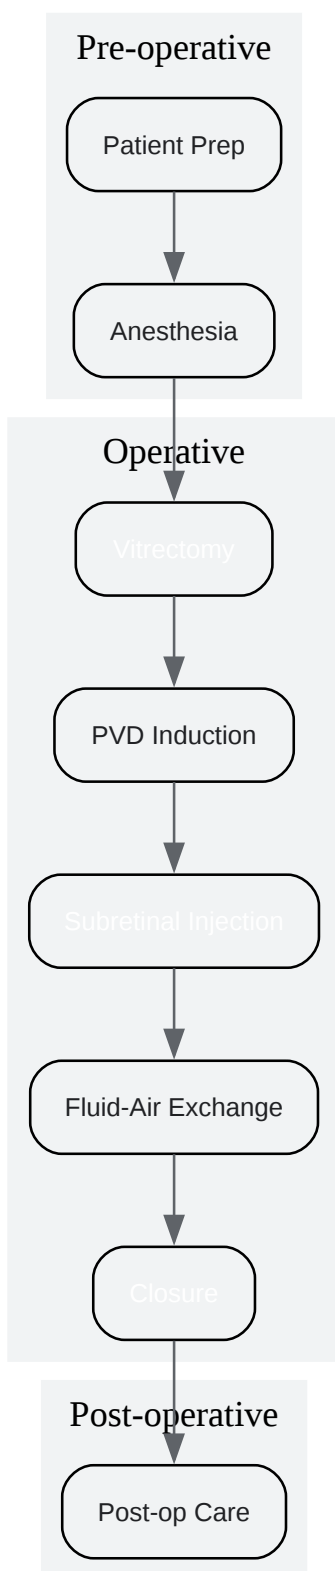 Pre-operative
Patient Prep
Anesthesia
Operative
Vitrectomy
PVD Induction
Subretinal Injection
Fluid-Air Exchange
Closure
Post-operative
Post-op Care